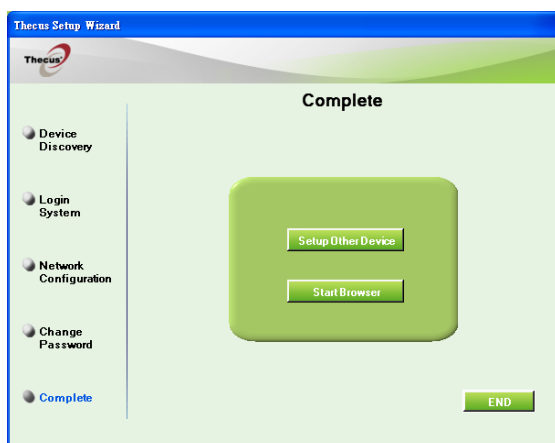 Thecus Setup Wizard
Thecus
Complete
Device
Discovery
Login
System
Network
Configuration
Change
Password
Complete
Setup Other Device
Start Browser
END